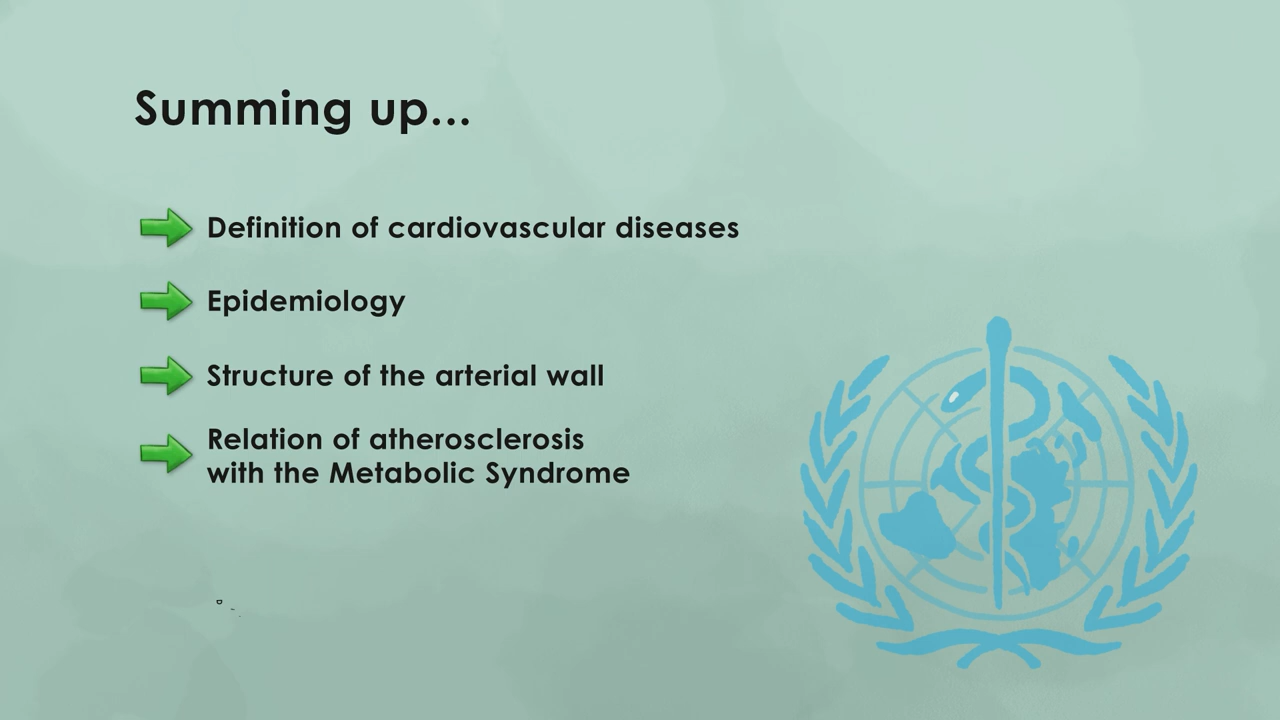 Summing up...
Definition of cardiovascular diseases
Epidemiology
Structure of the arterial wall
Relation of atherosclerosis
with the Metabolic Syndrome